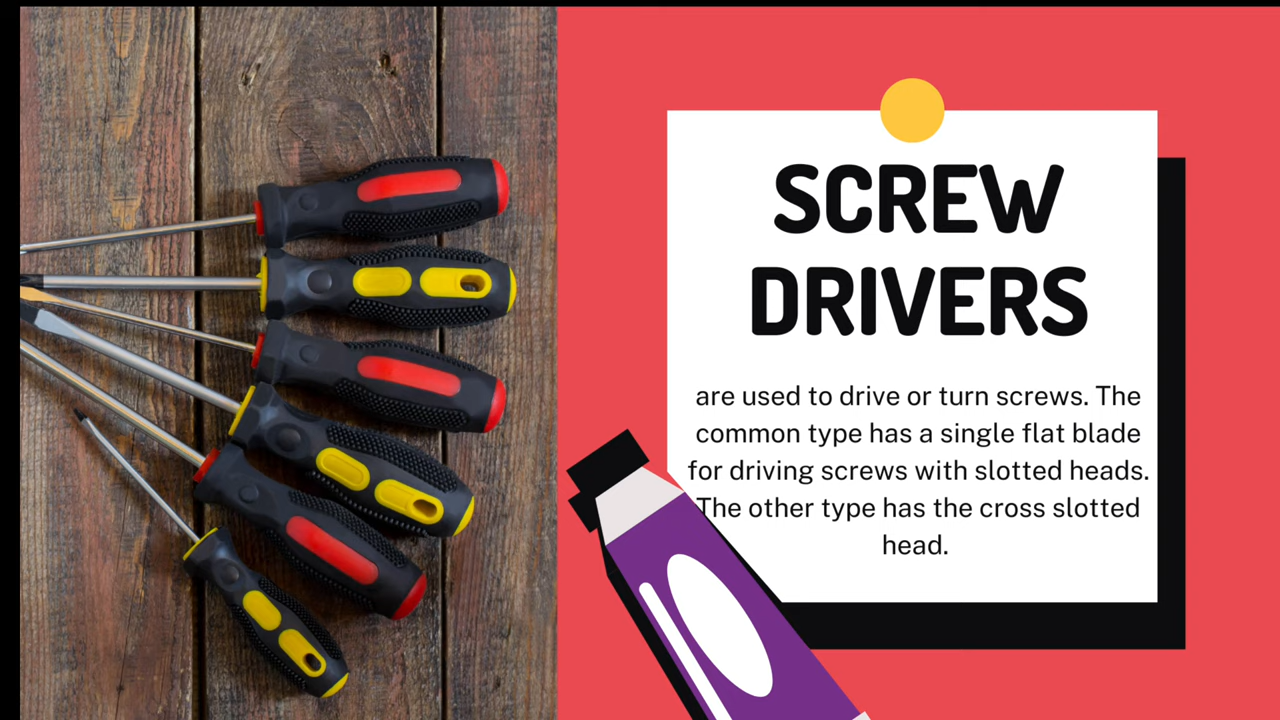 SCREW
DRIVERS
are used to drive or turn screws. The
common type has a single flat blade
for driving screws with slotted heads.
The other type has the cross slotted
head.